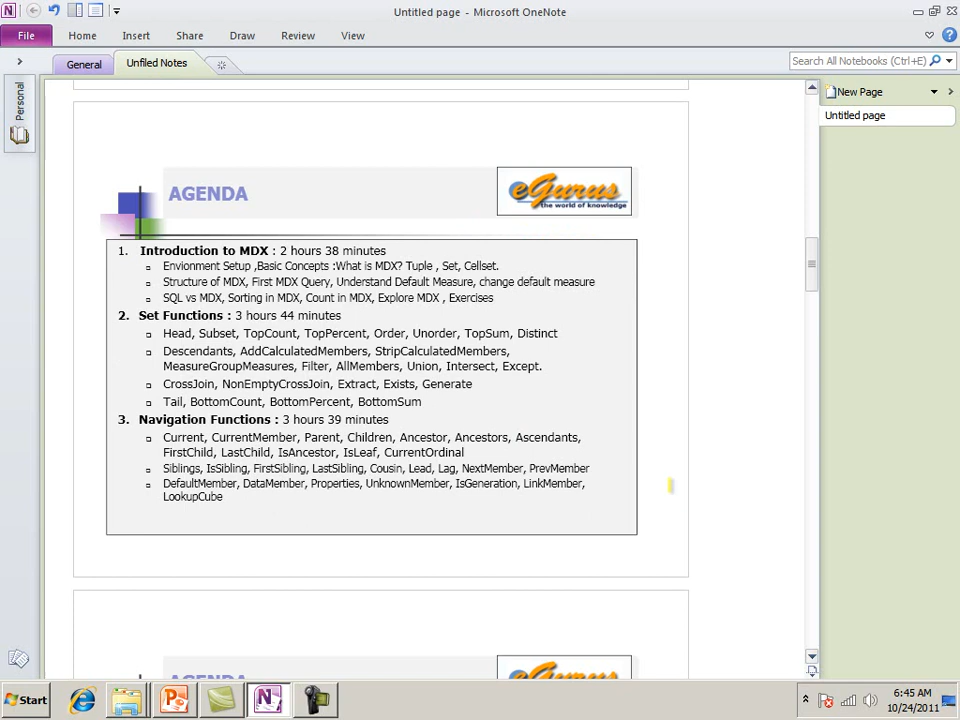 Untitled page - Microsoft OneNote
File Home Insert Share Draw Review View
General Unfiled Notes
Search All Notebooks (Ctrl+E)
Personal
New Page
Untitled page
AGENDA
eGurus
the world of knowledge
1. Introduction to MDX : 2 hours 38 minutes
Envionment Setup ,Basic Concepts :What is MDX? Tuple , Set, Cellset.
Structure of MDX, First MDX Query, Understand Default Measure, change default measure
SQL vs MDX, Sorting in MDX, Count in MDX, Explore MDX , Exercises
2. Set Functions : 3 hours 44 minutes
Head, Subset, TopCount, TopPercent, Order, Unorder, TopSum, Distinct
Descendants, AddCalculatedMembers, StripCalculatedMembers,
MeasureGroupMeasures, Filter, AllMembers, Union, Intersect, Except.
CrossJoin, NonEmptyCrossJoin, Extract, Exists, Generate
Tail, BottomCount, BottomPercent, BottomSum
3. Navigation Functions : 3 hours 39 minutes
Current, CurrentMember, Parent, Children, Ancestor, Ancestors, Ascendants,
FirstChild, LastChild, IsAncestor, IsLeaf, CurrentOrdinal
Siblings, IsSibling, FirstSibling, LastSibling, Cousin, Lead, Lag, NextMember, PrevMember
DefaultMember, DataMember, Properties, UnknownMember, IsGeneration, LinkMember,
LookupCube
Start
6:45 AM
10/24/2011